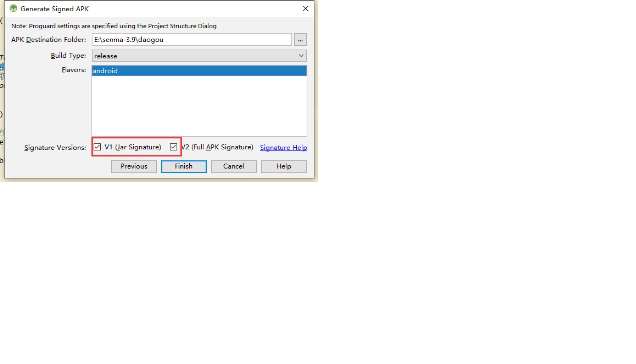 Generate Signed APK
Note: Proguard settings are specified using the Project Structure Dialog
APK Destination Folder: E:\senma_3.9\daogou ...
Build Type: release
Flavors: android
Signature Versions: V1 (Jar Signature) V2 (Full APK Signature) Signature Help
Previous Finish Cancel Help